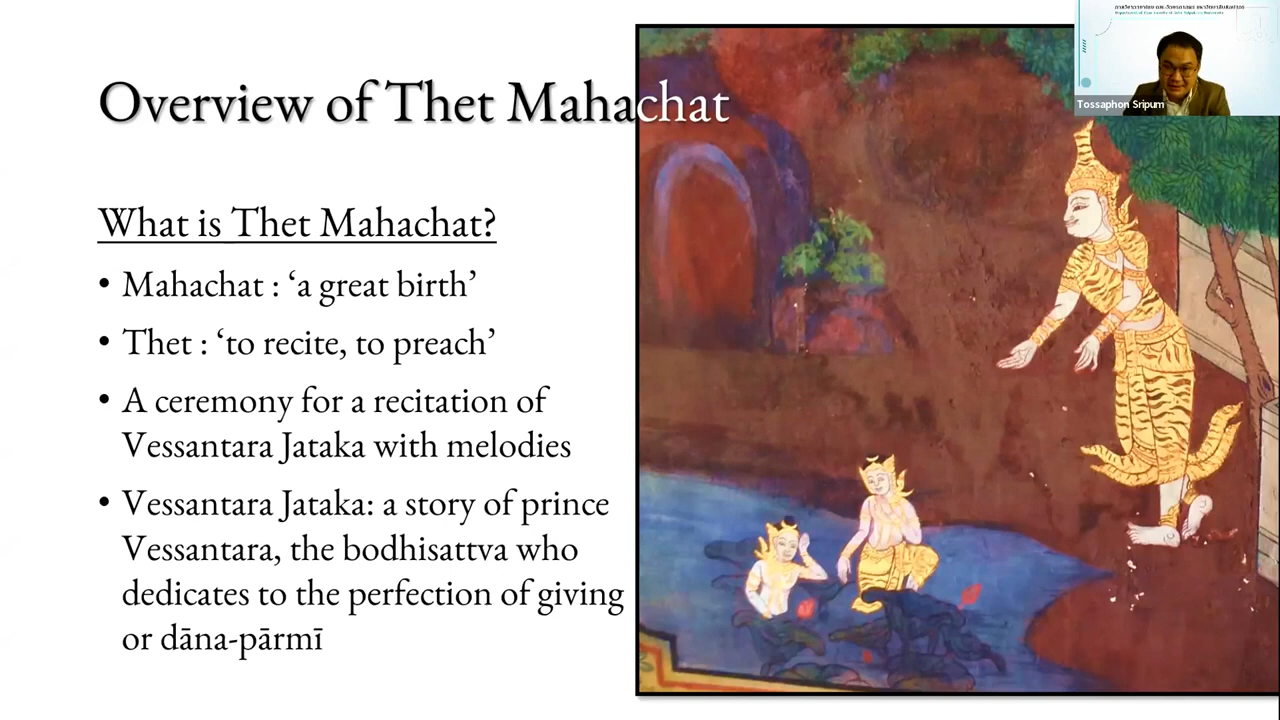 Overview of Thet Mahachat
What is Thet Mahachat?
• Mahachat : ‘a great birth’
• Thet : ‘to recite, to preach’
• A ceremony for a recitation of
Vessantara Jataka with melodies
• Vessantara Jataka: a story of prince
Vessantara, the bodhisattva who
dedicates to the perfection of giving
or dāna-pārmī
Tossaphon Sripum